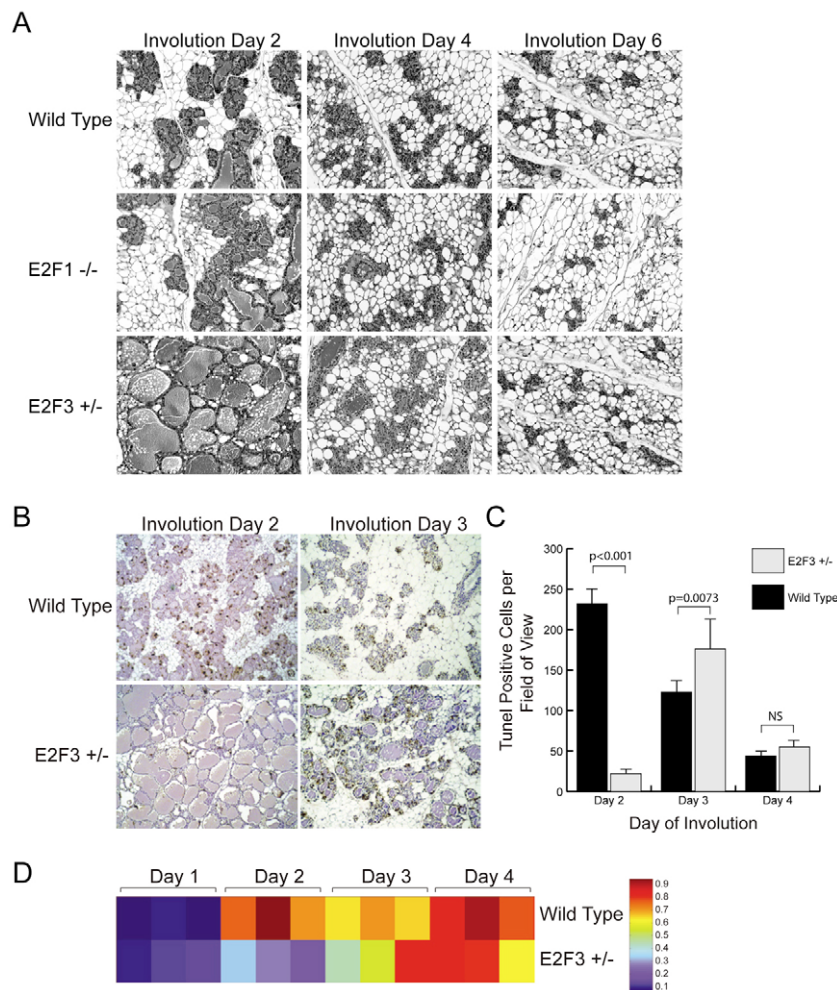 A
Involution Day 2 Involution Day 4 Involution Day 6
Wild Type
E2F1 -/-
E2F3 +/-
B
Involution Day 2 Involution Day 3
Wild Type
E2F3 +/-
C
Tunel Positive Cells per
Field of View
300
250
200
150
100
50
0
p<0.001
p=0.0073
NS
E2F3 +/-
Wild Type
Day 2 Day 3 Day 4
Day of Involution
D
Day 1 Day 2 Day 3 Day 4
Wild Type
E2F3 +/-
0.9
0.8
0.7
0.6
0.5
0.4
0.3
0.2
0.1